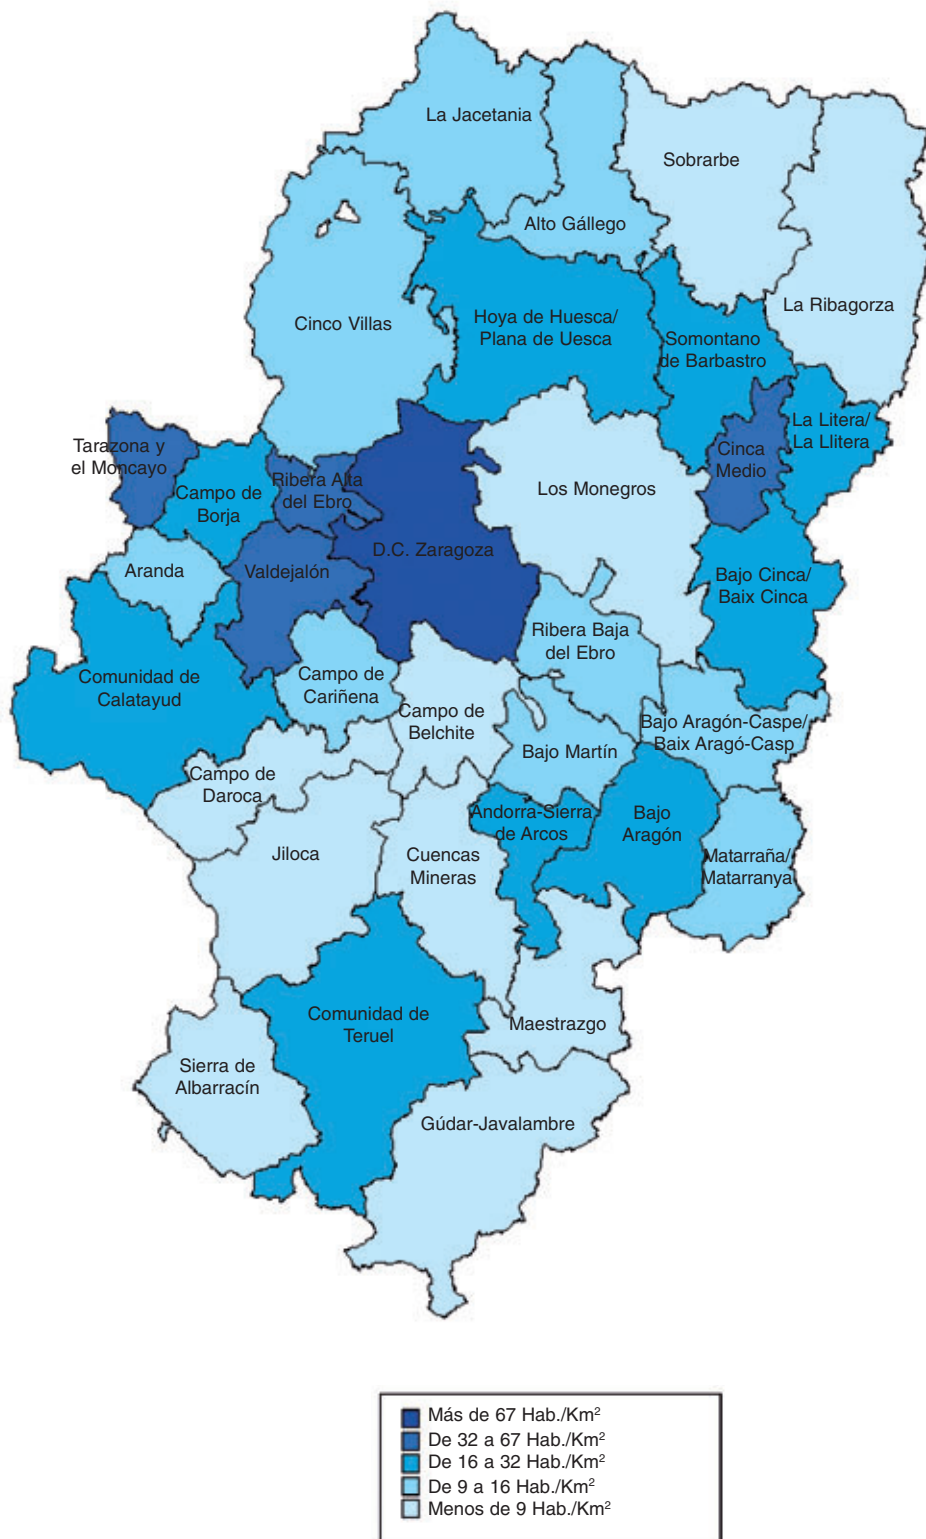 La Jacetania
Sobrarbe
Alto Gállego
La Ribagorza
Cinco Villas
Hoya de Huesca/
Plana de Uesca
Somontano
de Barbastro
La Litera/
La Llitera
Tarazona y
el Moncayo
Cinca
Medio
Ribera Alta
del Ebro
Campo de
Borja
Los Monegros
D.C. Zaragoza
Aranda
Valdejalón
Bajo Cinca/
Baix Cinca
Ribera Baja
del Ebro
Comunidad de
Calatayud
Campo de
Cariñena
Campo de
Belchite
Bajo Aragón-Caspe/
Baix Aragó-Casp
Bajo Martín
Campo de
Daroca
Andorra-Sierra
de Arcos
Bajo
Aragón
Jiloca
Cuencas
Mineras
Matarraña/
Matarranya
Comunidad de
Teruel
Maestrazgo
Sierra de
Albarracín
Gúdar-Javalambre
Más de 67 Hab./Km²
De 32 a 67 Hab./Km²
De 16 a 32 Hab./Km²
De 9 a 16 Hab./Km²
Menos de 9 Hab./Km²